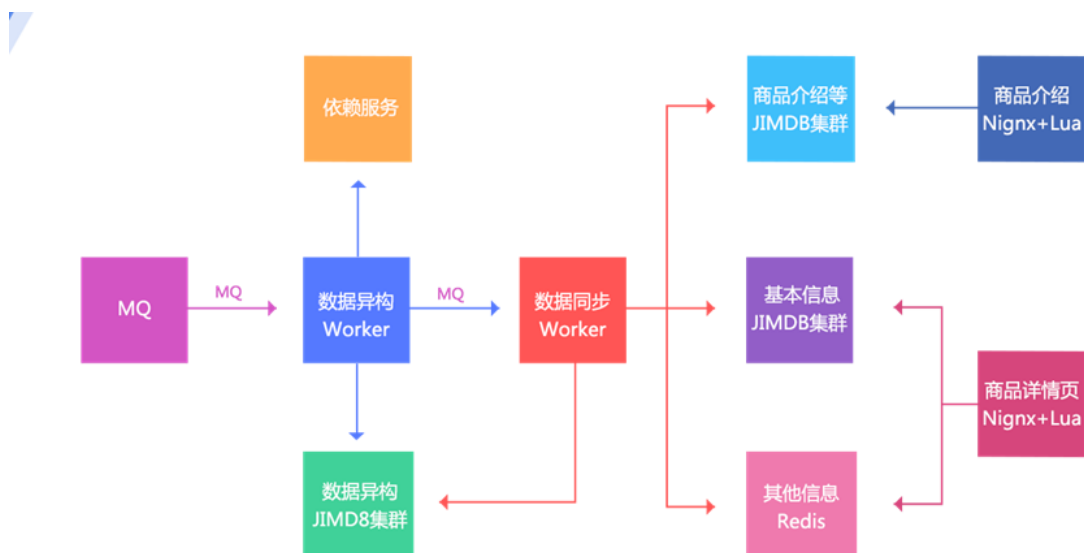 依赖服务
商品介绍等
JIMDB集群
商品介绍
Nignx+Lua
MQ
MQ
数据异构
Worker
MQ
数据同步
Worker
基本信息
JIMDB集群
商品详情页
Nignx+Lua
数据异构
JIMD8集群
其他信息
Redis